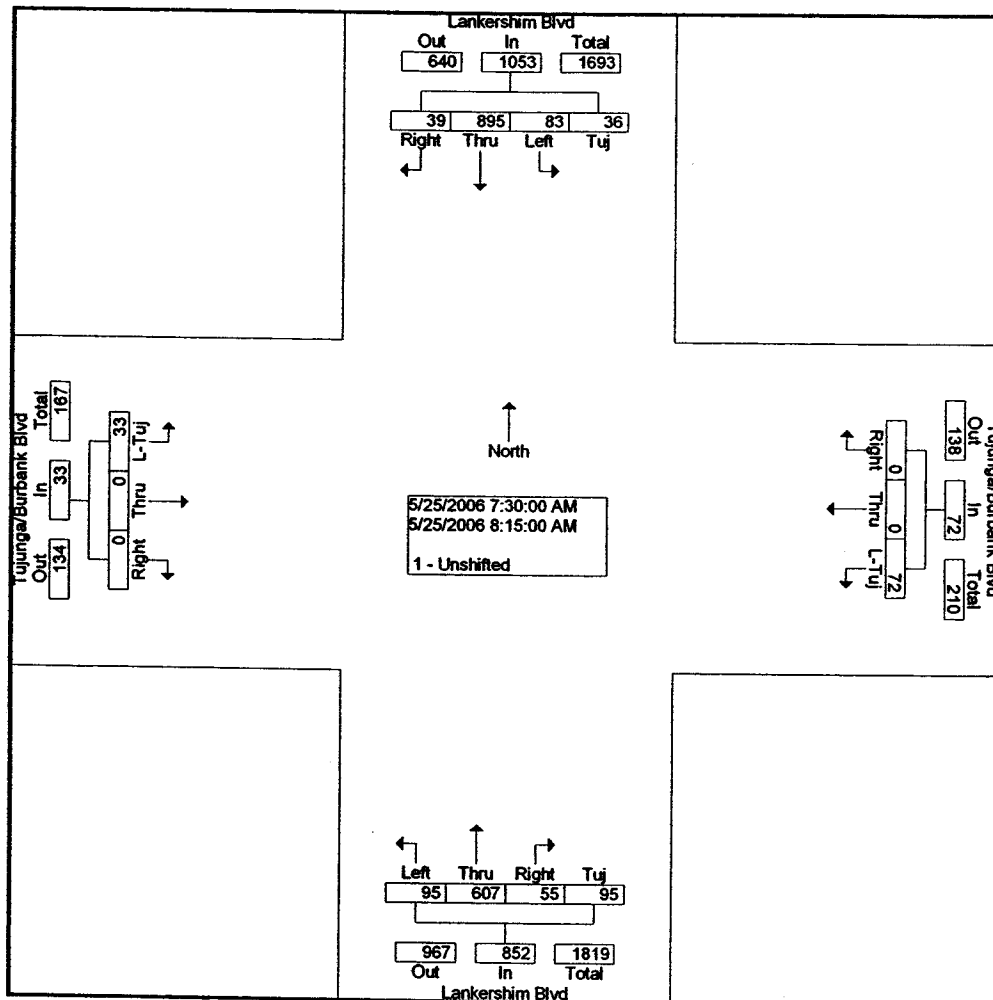 Lankershim Blvd
Out In Total
640 1053 1693
39 895 83 36
Right Thru Left Tuj
Tujunga/Burbank Blvd
Total In Out
167 33 134
33 0 0
L-Tuj Thru Right
North
5/25/2006 7:30:00 AM
5/25/2006 8:15:00 AM
1 - Unshifted
Right Thru L-Tuj
0 0 72
138 72 210
Out In Total
Tujunga/Burbank Blvd
Left Thru Right Tuj
95 607 55 95
967 852 1819
Out In Total
Lankershim Blvd